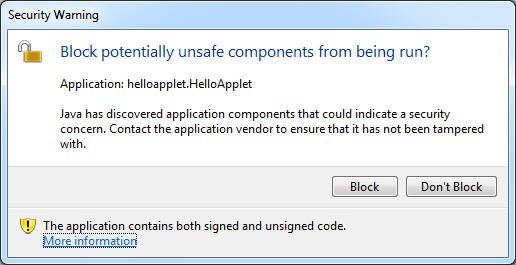 Security Warning
Block potentially unsafe components from being run?
Application: helloapplet.HelloApplet
Java has discovered application components that could indicate a security
concern. Contact the application vendor to ensure that it has not been tampered
with.
Block
Don't Block
The application contains both signed and unsigned code.
More information